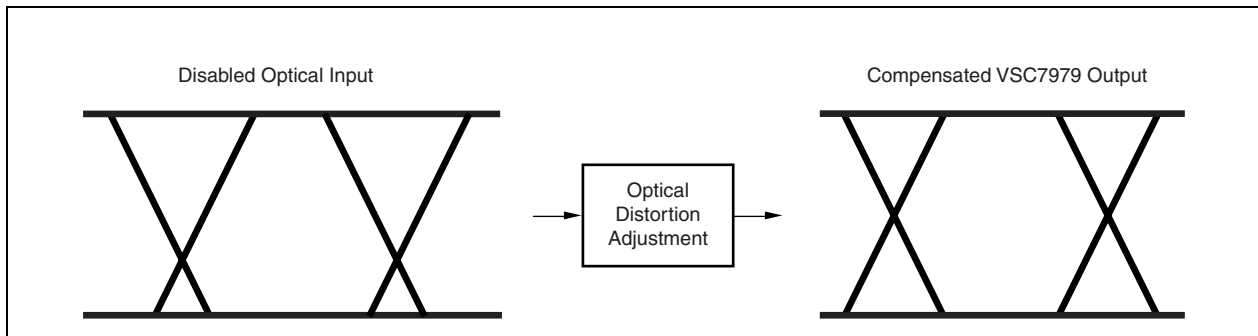 Disabled Optical Input
Compensated VSC7979 Output
Optical
Distortion
Adjustment